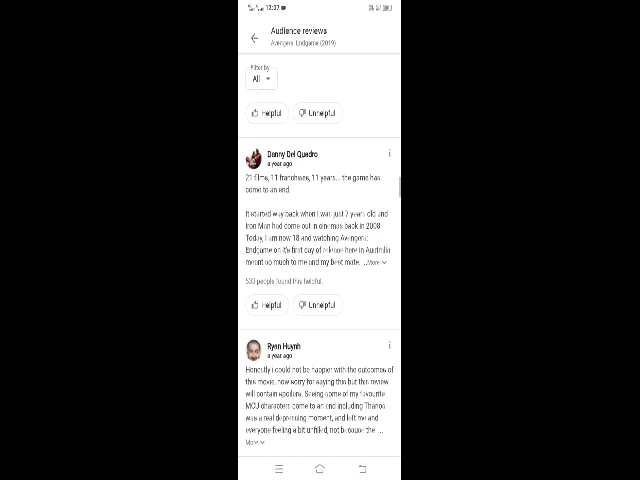 12:37
Audience reviews
Avengers: Endgame (2019)
Filter by
All
Helpful
Unhelpful
Danny Del Quadro
a year ago
21 films, 11 franchises, 11 years... the game has
come to an end.
It started way back when I was just 7 years old and
Iron Man had come out in cinemas back in 2008.
Today, I am now 18 and watching Avengers:
Endgame on it's first day of release here in Australia
meant so much to me and my best mate. ...More
533 people found this helpful.
Helpful
Unhelpful
Ryan Huynh
a year ago
Honestly i could not be happier with the outcomes of
this movie, now sorry for saying this but this review
will contain spoilers. Seeing some of my favourite
MCU characters come to an end including Thanos
was a real depressing moment, and left me and
everyone feeling a bit unfilled, not because the ...
More